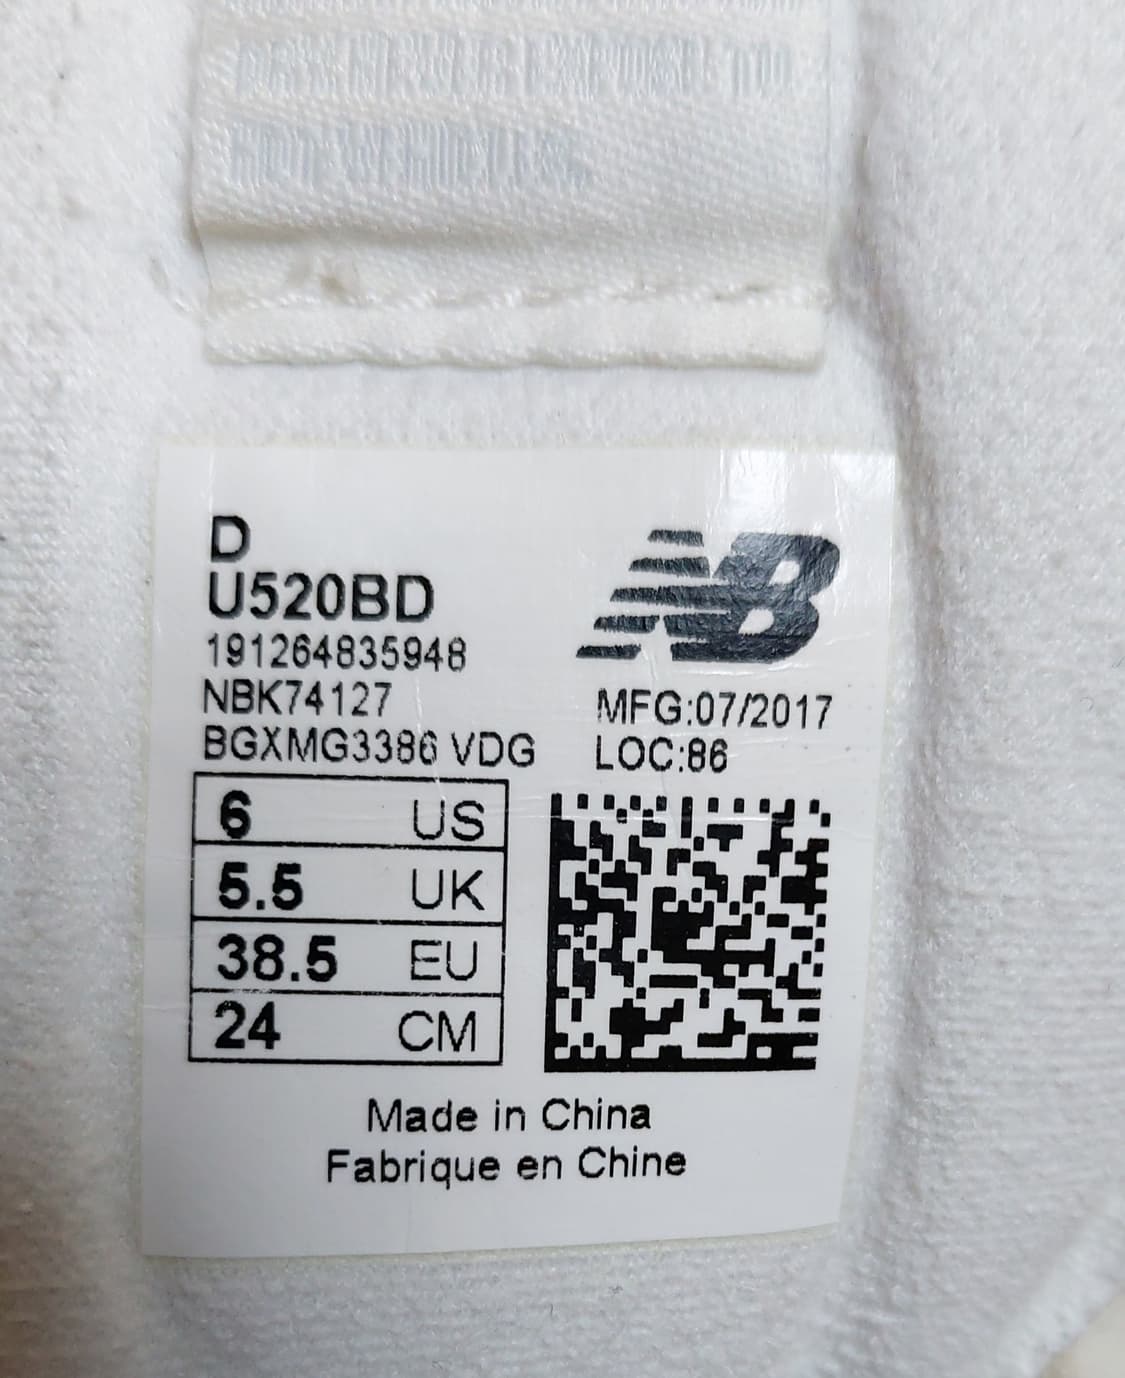 D
U520BD
191264835948
NBK74127
BGXMG3386 VDG
NB
MFG:07/2017
LOC:86
6 US
5.5 UK
38.5 EU
24 CM
Made in China
Fabrique en Chine